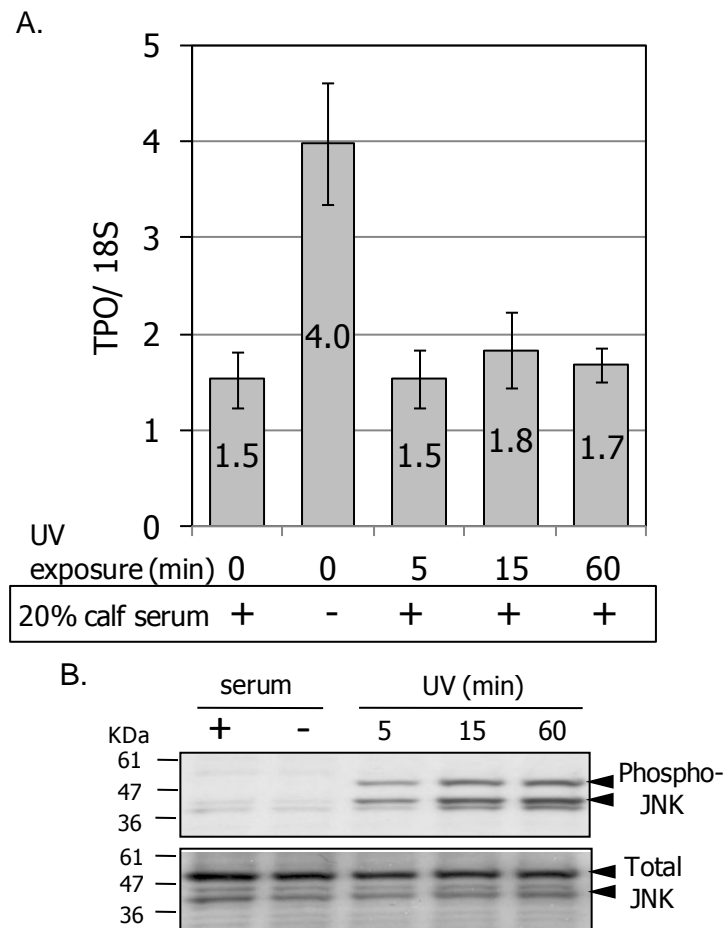 A.
5
4
3
2
1
0
TPO/ 18S
1.5
4.0
1.5
1.8
1.7
UV
exposure (min) 0 0 5 15 60
20% calf serum + - + + +
B.
serum UV (min)
KDa + - 5 15 60
61
47
36
Phospho-
JNK
61
47
36
Total
JNK